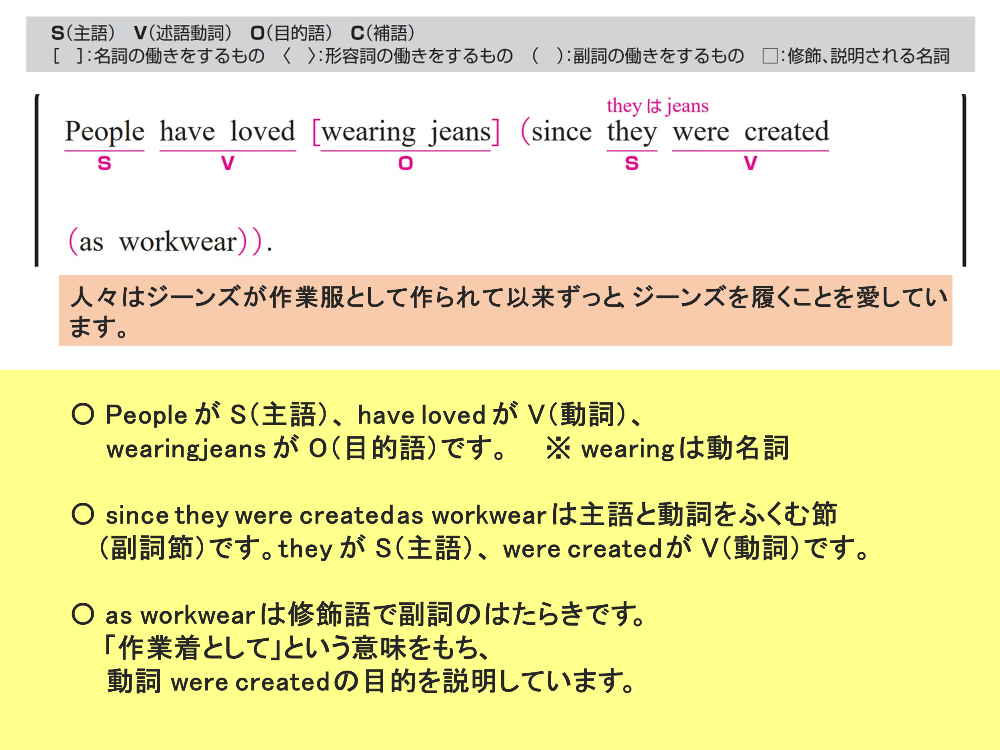 S(主語) V(述語動詞) O(目的語) C(補語)
[ ]:名詞の働きをするもの 〈 〉:形容詞の働きをするもの ( ):副詞の働きをするもの □:修飾、説明される名詞
they は jeans
People have loved [wearing jeans] (since they were created
S V O S V
(as workwear)).
人々はジーンズが作業服として作られて以来ずっと、ジーンズを履くことを愛してい
ます。
○ People が S(主語)、have loved が V(動詞)、
wearing jeans が O(目的語)です。 ※ wearing は動名詞
○ since they were created as workwear は主語と動詞をふくむ節
(副詞節)です。they が S(主語)、were created が V(動詞)です。
○ as workwear は修飾語で副詞のはたらきです。
「作業着として」という意味をもち、
動詞 were created の目的を説明しています。